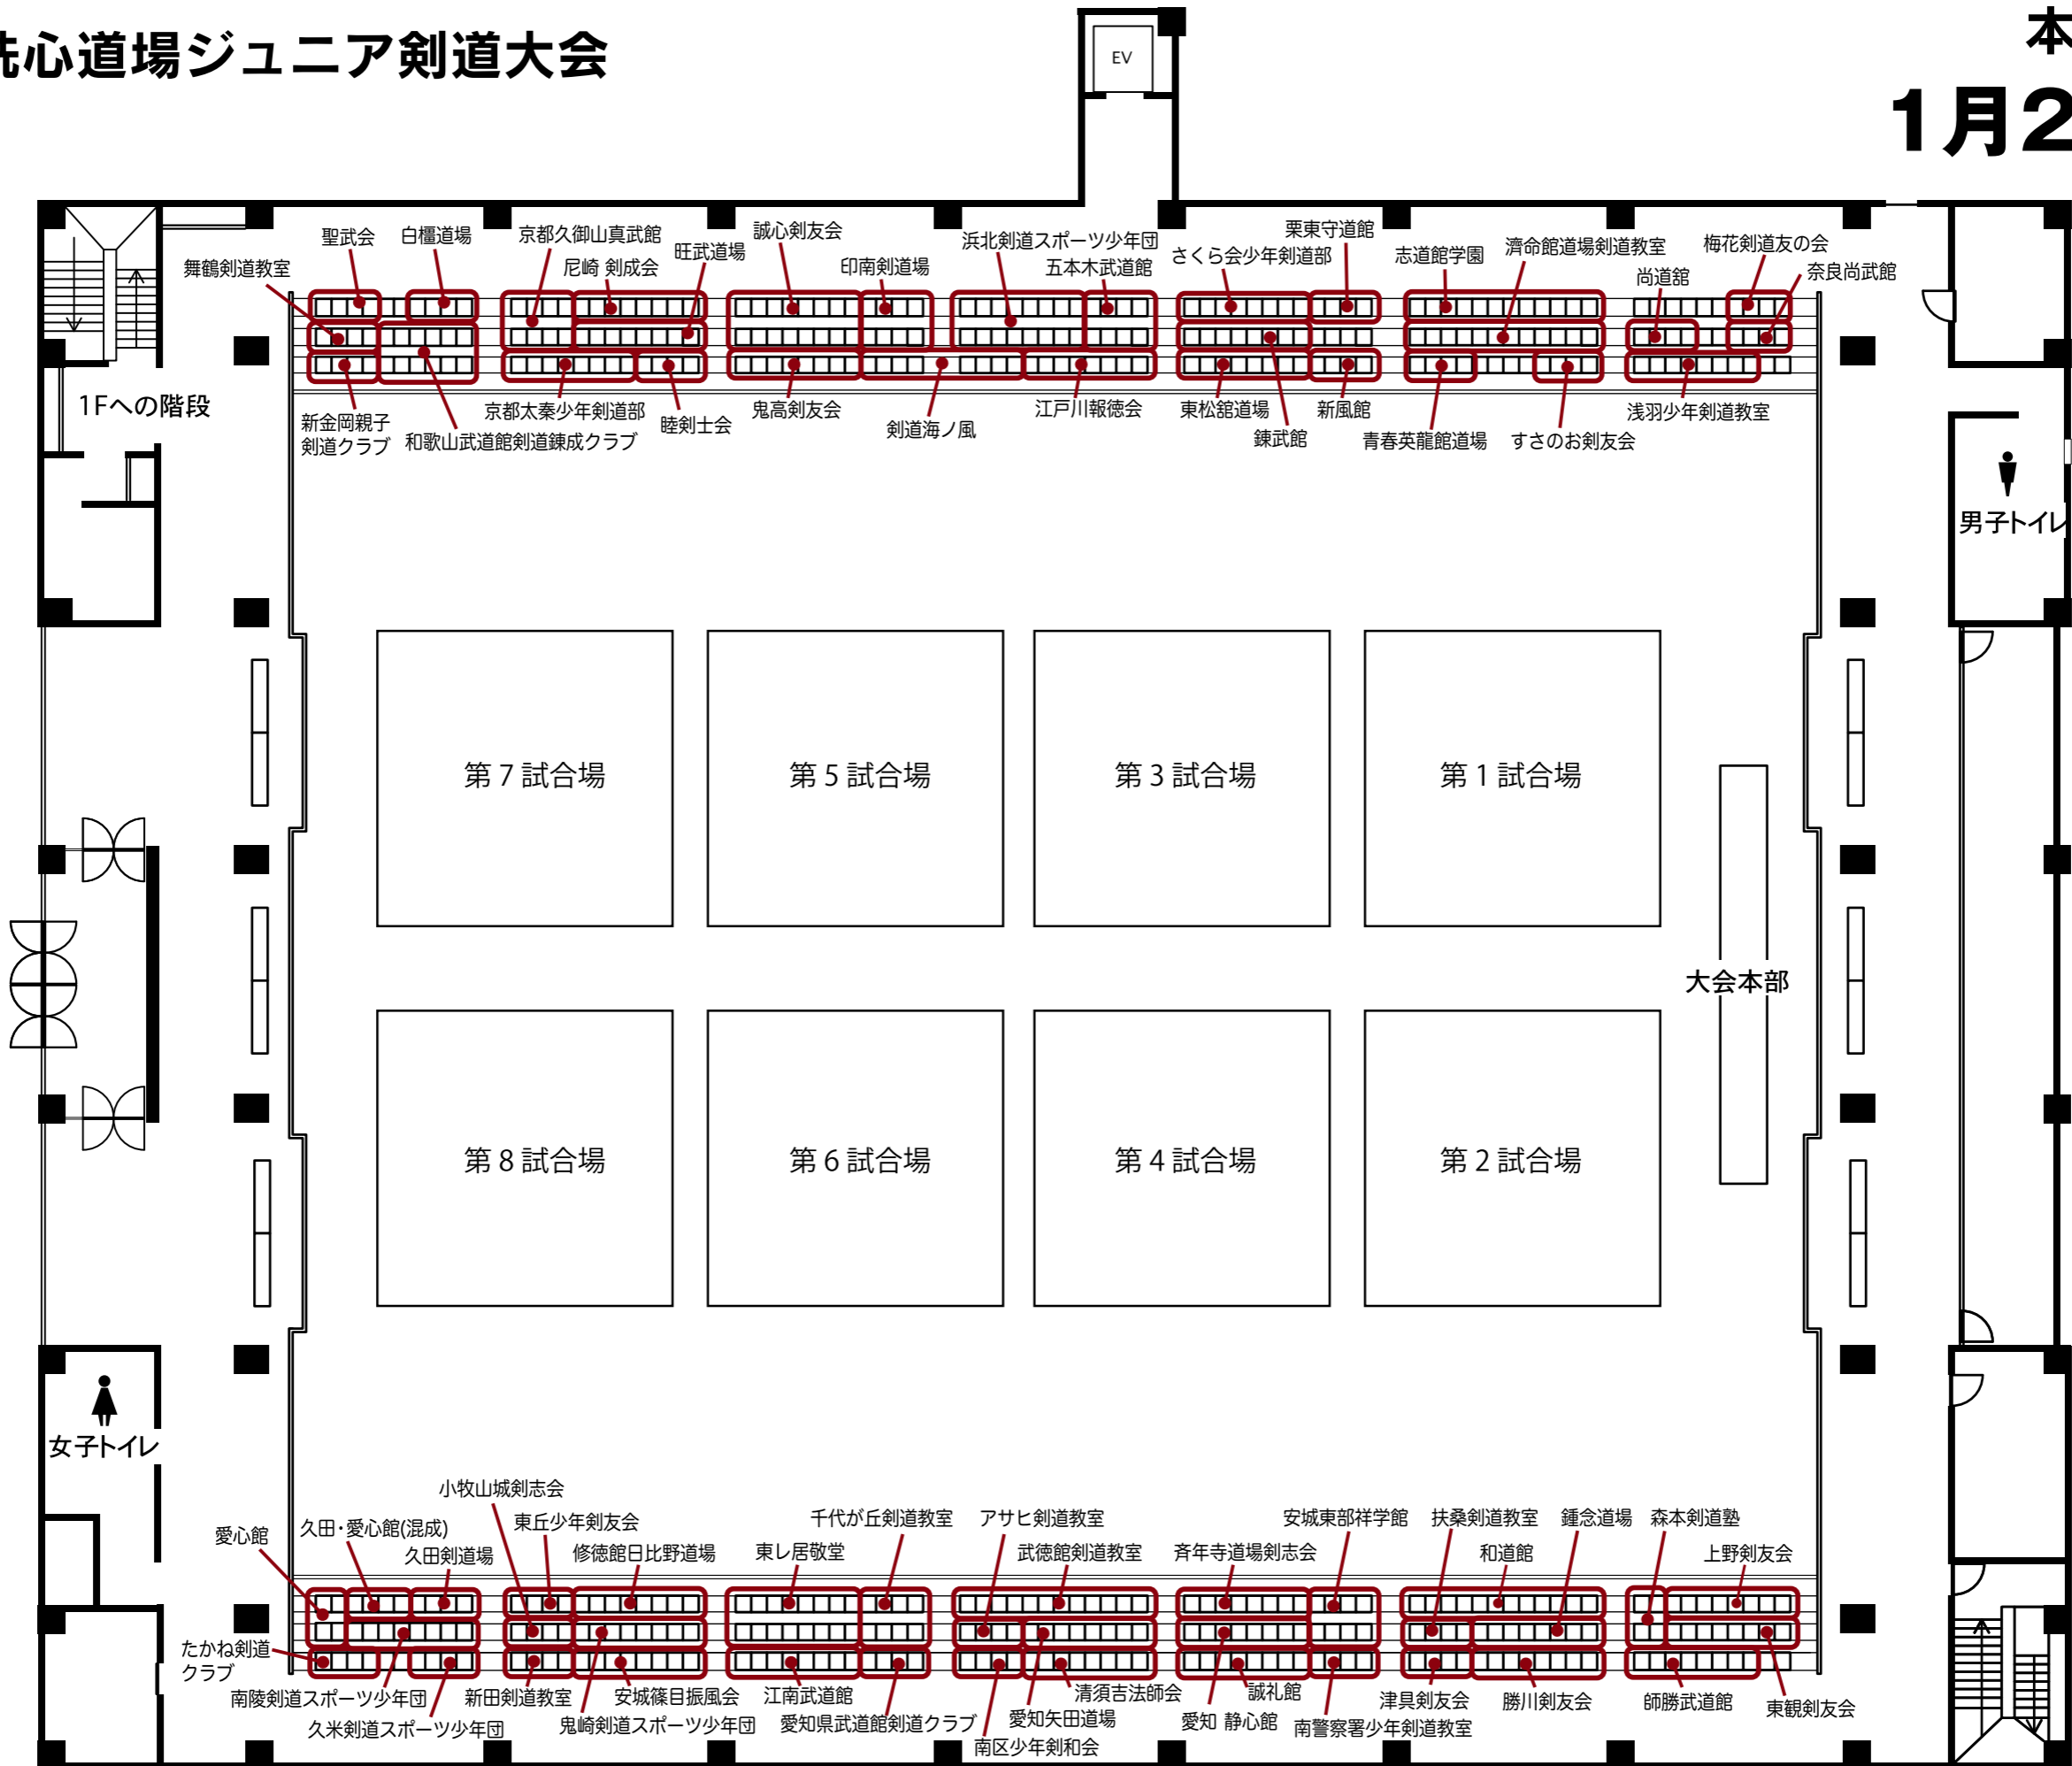 洗心道場ジュニア剣道大会
本
1月2
EV
聖武会
白橿道場
京都久御山真武館
誠心剣友会
浜北剣道スポーツ少年団
栗東守道館
濟命館道場剣道教室
梅花剣道友の会
舞鶴剣道教室
尼崎 剣成会
旺武道場
印南剣道場
五本木武道館
さくら会少年剣道部
志道館学園
尚道舘
奈良尚武館
1Fへの階段
新金岡親子
剣道クラブ
和歌山武道館剣道錬成クラブ
京都太秦少年剣道部
睦剣士会
鬼高剣友会
剣道海ノ風
江戸川報徳会
東松舘道場
錬武館
新風館
青春英龍館道場
すさのお剣友会
浅羽少年剣道教室
男子トイレ
第7試合場
第5試合場
第3試合場
第1試合場
大会本部
第8試合場
第6試合場
第4試合場
第2試合場
女子トイレ
小牧山城剣志会
愛心館
久田・愛心館(混成)
久田剣道場
東丘少年剣友会
修徳館日比野道場
東レ居敬堂
千代が丘剣道教室
アサヒ剣道教室
武徳館剣道教室
斉年寺道場剣志会
安城東部祥学館
扶桑剣道教室
和道館
鍾念道場
森本剣道塾
上野剣友会
たかね剣道
クラブ
南陵剣道スポーツ少年団
久米剣道スポーツ少年団
新田剣道教室
鬼崎剣道スポーツ少年団
安城篠目振風会
江南武道館
愛知県武道館剣道クラブ
南区少年剣和会
愛知矢田道場
清須吉法師会
愛知 静心館
誠礼館
南警察署少年剣道教室
津具剣友会
勝川剣友会
師勝武道館
東観剣友会